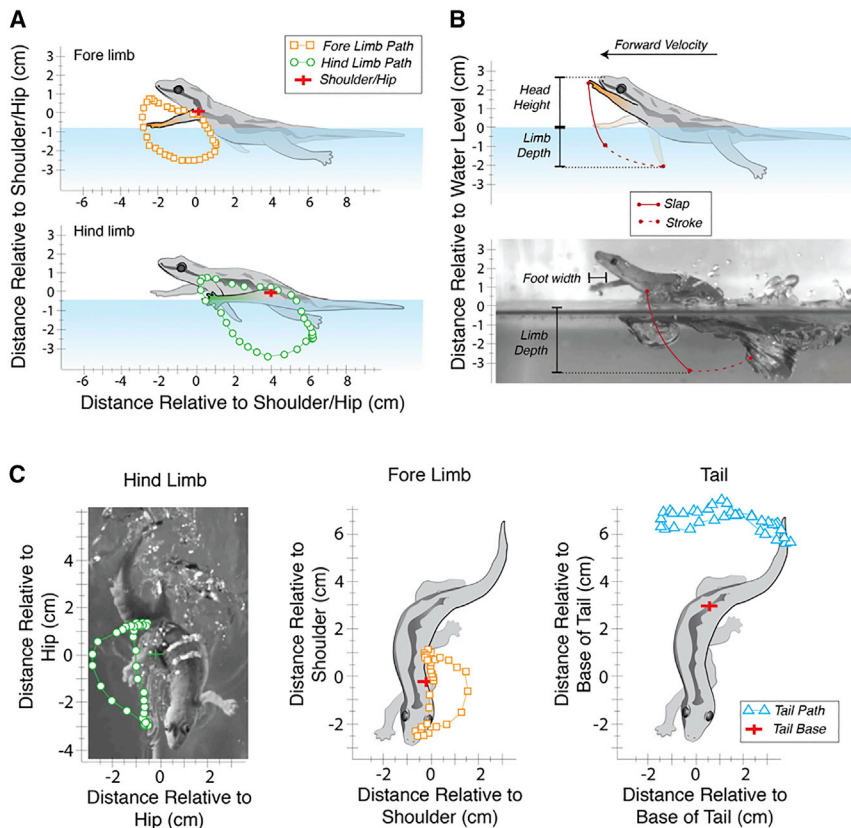 A
Fore limb
Fore Limb Path
Hind Limb Path
Shoulder/Hip
3
2
1
0
-1
-2
-3
-6
-4
-2
0
2
4
6
8
Hind limb
3
2
1
0
-1
-2
-3
-6
-4
-2
0
2
4
6
8
Distance Relative to Shoulder/Hip (cm)
Distance Relative to Shoulder/Hip (cm)
B
Forward Velocity
Head
Height
Limb
Depth
3
2
1
0
-1
-2
-3
Slap
Stroke
Foot width
Limb
Depth
3
2
1
0
-1
-2
-3
Distance Relative to Water Level (cm)
C
Hind Limb
4
2
0
-2
-4
-2
0
2
Distance Relative to
Hip (cm)
Distance Relative to
Hip (cm)
Fore Limb
6
4
2
0
-2
-2
0
2
Distance Relative to
Shoulder (cm)
Distance Relative to
Shoulder (cm)
Tail
6
4
2
0
-2
-2
0
2
Distance Relative to
Base of Tail (cm)
Distance Relative to
Base of Tail (cm)
Tail Path
Tail Base